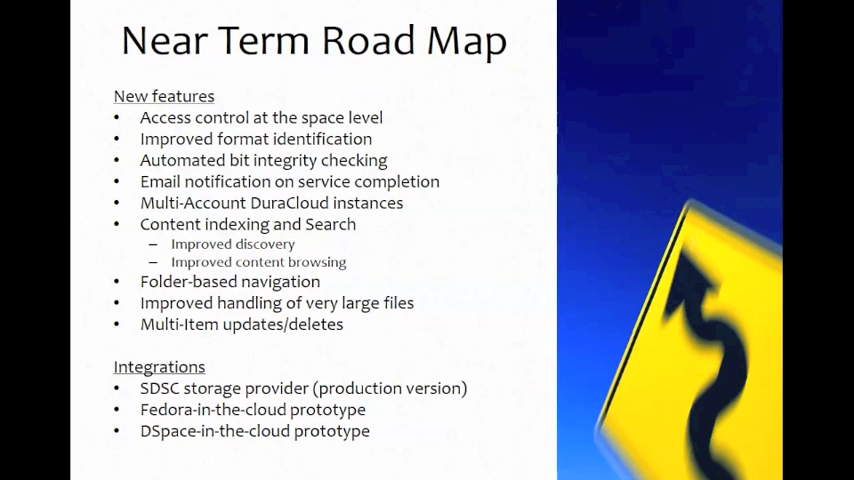 Near Term Road Map
New features
• Access control at the space level
• Improved format identification
• Automated bit integrity checking
• Email notification on service completion
• Multi-Account DuraCloud instances
• Content indexing and Search
– Improved discovery
– Improved content browsing
• Folder-based navigation
• Improved handling of very large files
• Multi-Item updates/deletes
Integrations
• SDSC storage provider (production version)
• Fedora-in-the-cloud prototype
• DSpace-in-the-cloud prototype